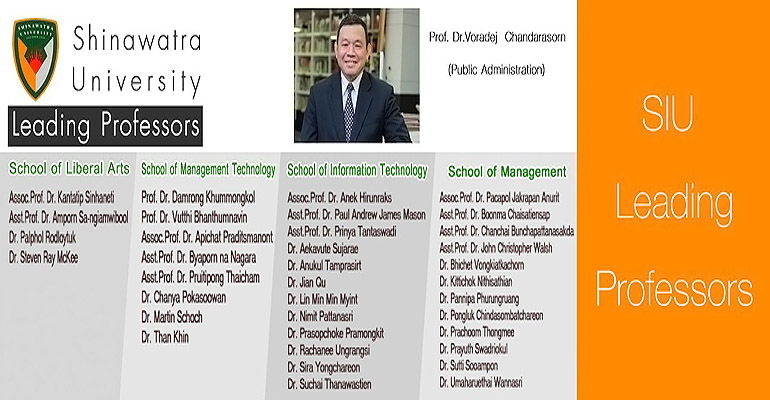 Shinawatra
University
Leading Professors
Prof. Dr.Voradej Chandarasorn
(Public Administration)
School of Liberal Arts
Assoc.Prof. Dr. Kantatip Sinhaneti
Asst.Prof. Dr. Amporn Sa-ngiamwibool
Dr. Palphol Rodloytuk
Dr. Steven Ray McKee
School of Management Technology
Prof. Dr. Damrong Khummongkol
Prof. Dr. Vutthi Bhanthumnavin
Assoc.Prof. Dr. Apichat Praditsmanont
Asst.Prof. Dr. Byaporn na Nagara
Asst.Prof. Dr. Pruitipong Thaicham
Dr. Chanya Pokasoowan
Dr. Martin Schoch
Dr. Than Khin
School of Information Technology
Assoc.Prof. Dr. Anek Hirunraks
Asst.Prof. Dr. Paul Andrew James Mason
Asst.Prof. Dr. Prinya Tantaswadi
Dr. Aekavute Sujarae
Dr. Anukul Tamprasirt
Dr. Jian Qu
Dr. Lin Min Min Myint
Dr. Nimit Pattanasri
Dr. Prasopchoke Pramongkit
Dr. Rachanee Ungrangsi
Dr. Sira Yongchareon
Dr. Suchai Thanawastien
School of Management
Assoc.Prof. Dr. Pacapol Jakrapan Anurit
Asst.Prof. Dr. Boonma Chaisatiensap
Asst.Prof. Dr. Chanchai Bunchapattanasakda
Asst.Prof. Dr. John Christopher Walsh
Dr. Bhichet Vongkiatkachorn
Dr. Kittichok Nithisathian
Dr. Pannipa Phurungruang
Dr. Pongluk Chindasombatchareon
Dr. Prachoom Thongmee
Dr. Prayuth Swadriokul
Dr. Sutti Sooampon
Dr. Umaharuethai Wannasri
SIU
Leading
Professors